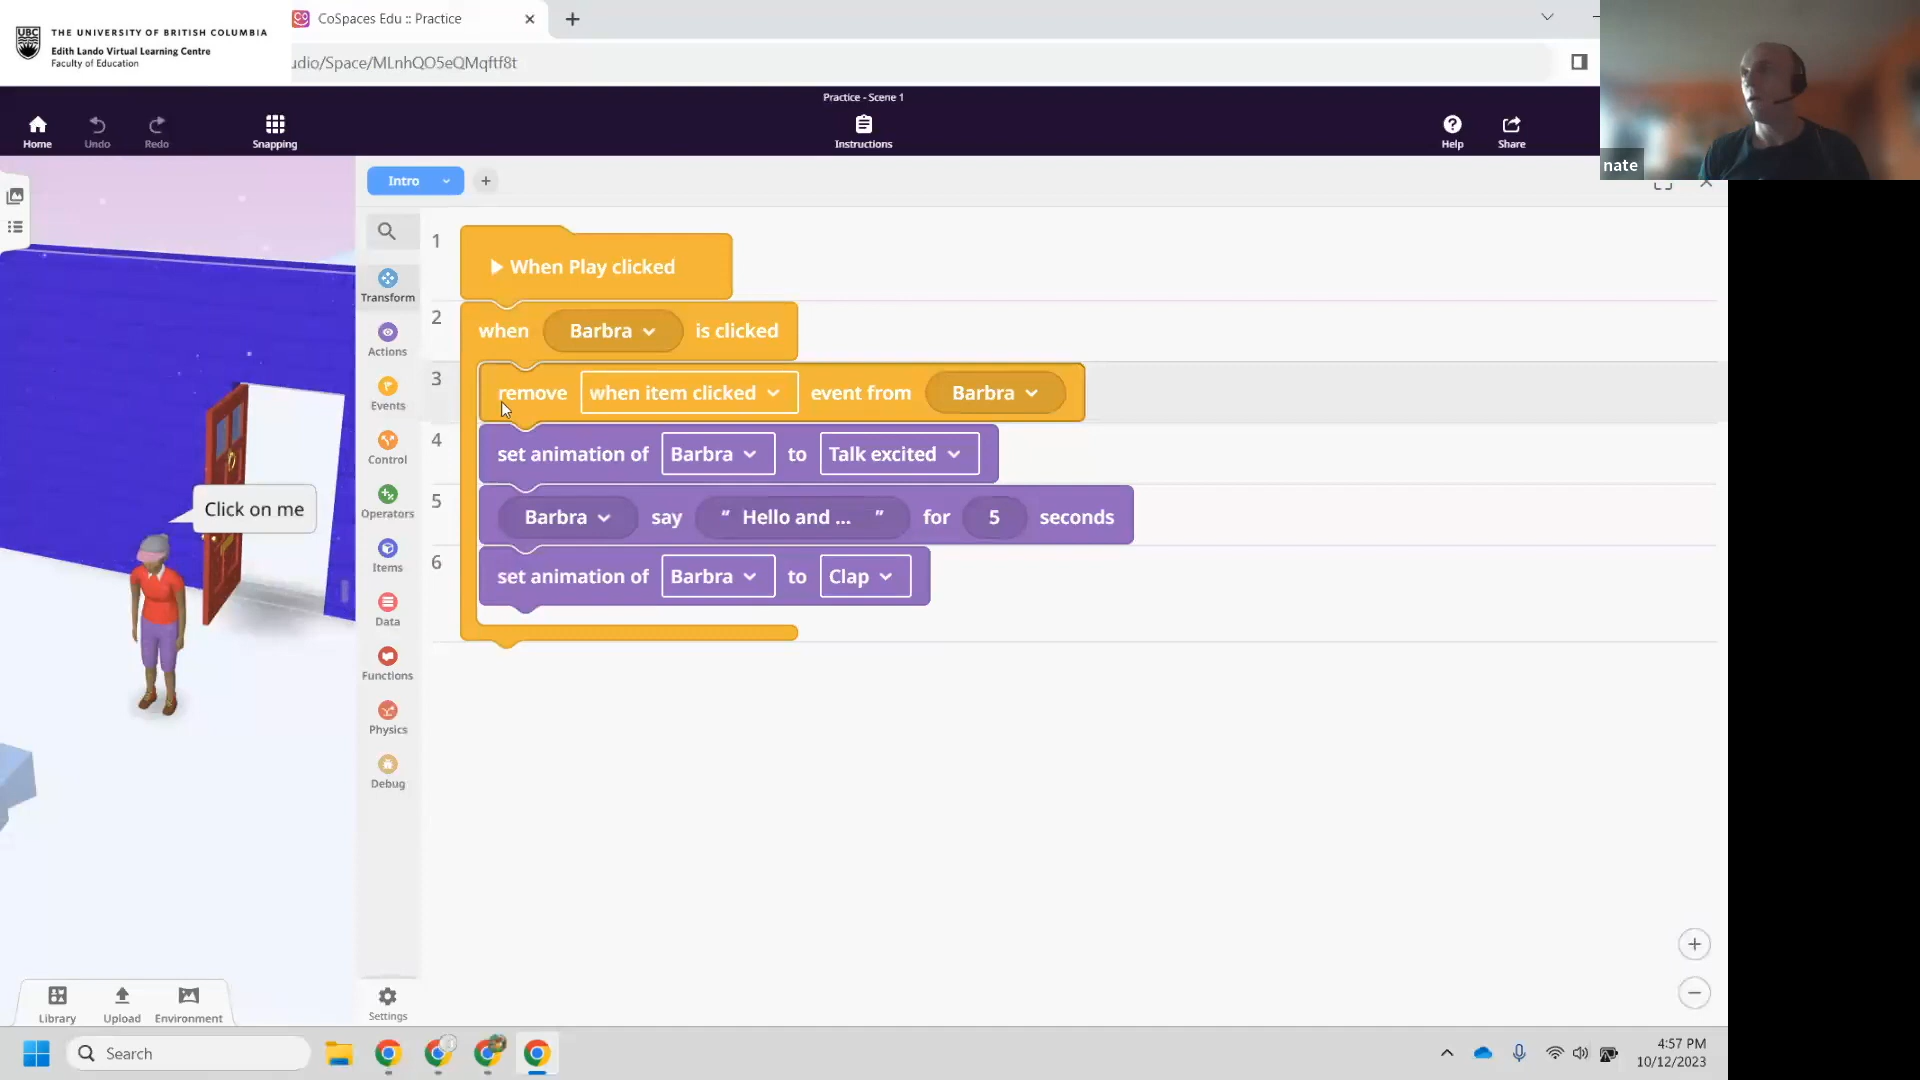 UBC
THE UNIVERSITY OF BRITISH COLUMBIA
Edith Lando Virtual Learning Centre
Faculty of Education
CoSpaces Edu :: Practice
udio/Space/MLnhQO5eQMqftf8t
nate
Practice - Scene 1
Home
Undo
Redo
Snapping
Instructions
Help
Share
Intro
Transform
Actions
Events
Control
Operators
Items
Data
Functions
Physics
Debug
Settings
1
When Play clicked
2
when Barbra is clicked
3
remove when item clicked event from Barbra
4
set animation of Barbra to Talk excited
5
Barbra say “ Hello and ... ” for 5 seconds
6
set animation of Barbra to Clap
Click on me
Library
Upload
Environment
Search
4:57 PM
10/12/2023